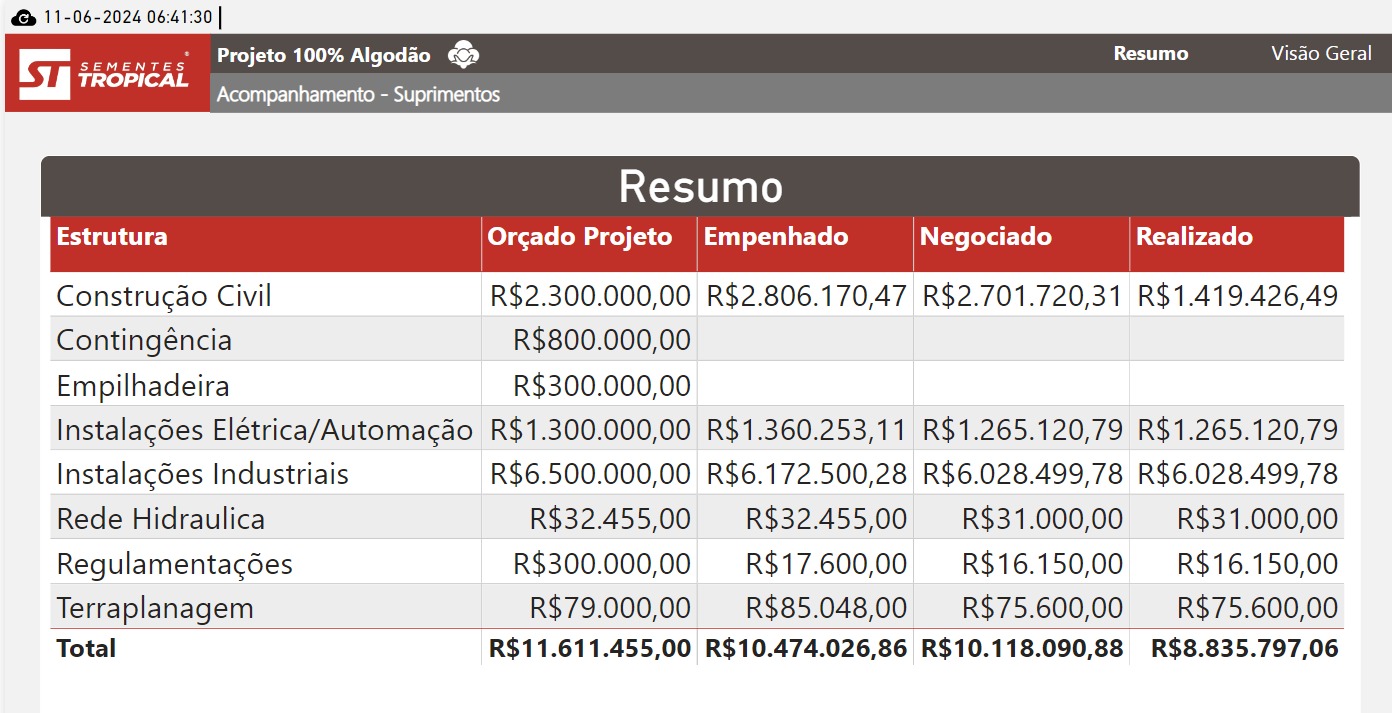 11-06-2024 06:41:30
ST SEMENTES TROPICAL®
Projeto 100% Algodão
Resumo
Visão Geral
Acompanhamento - Suprimentos
Resumo
Estrutura Orçado Projeto Empenhado Negociado Realizado
Construção Civil R$2.300.000,00 R$2.806.170,47 R$2.701.720,31 R$1.419.426,49
Contingência R$800.000,00
Empilhadeira R$300.000,00
Instalações Elétrica/Automação R$1.300.000,00 R$1.360.253,11 R$1.265.120,79 R$1.265.120,79
Instalações Industriais R$6.500.000,00 R$6.172.500,28 R$6.028.499,78 R$6.028.499,78
Rede Hidraulica R$32.455,00 R$32.455,00 R$31.000,00 R$31.000,00
Regulamentações R$300.000,00 R$17.600,00 R$16.150,00 R$16.150,00
Terraplanagem R$79.000,00 R$85.048,00 R$75.600,00 R$75.600,00
Total R$11.611.455,00 R$10.474.026,86 R$10.118.090,88 R$8.835.797,06